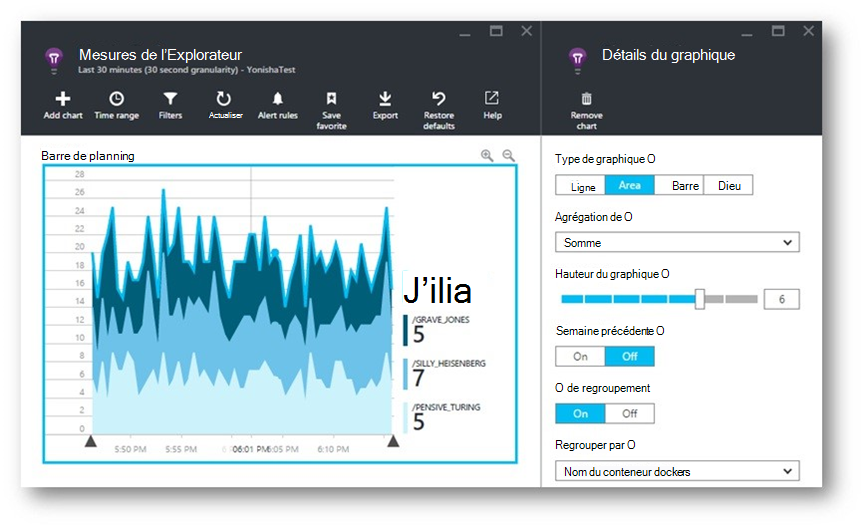 Mesures de l'Explorateur
Last 30 minutes (30 second granularity) - YonishaTest
Add chart
Time range
Filters
Actualiser
Alert rules
Save favorite
Export
Restore defaults
Help
Barre de planning
28
26
24
22
20
18
16
14
12
10
8
6
4
2
0
5:50 PM
5:55 PM
06:01 PM
6:05 PM
6:10 PM
J'ilia
/GRAVE_JONES
5
/SILLY_HEISENBERG
7
/PENSIVE_TURING
5
Détails du graphique
Remove chart
Type de graphique O
Ligne
Area
Barre
Dieu
Agrégation de O
Somme
Hauteur du graphique O
6
Semaine précédente O
On
Off
O de regroupement
On
Off
Regrouper par O
Nom du conteneur dockers